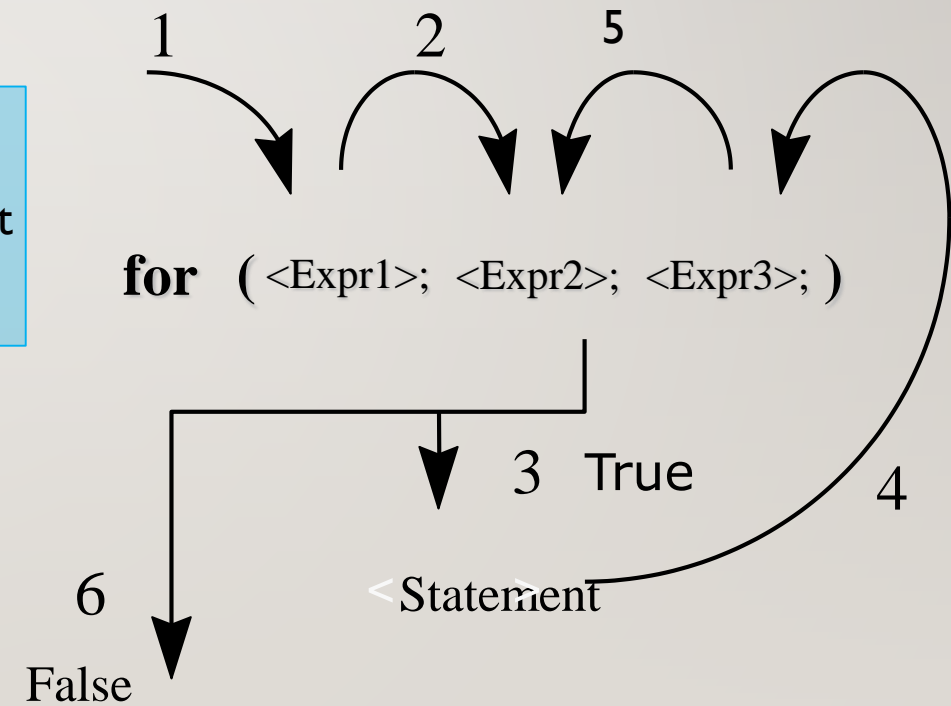 1 2 5
t
for ( <Expr1>; <Expr2>; <Expr3>; )
3 True
4
6
<Statement>
False